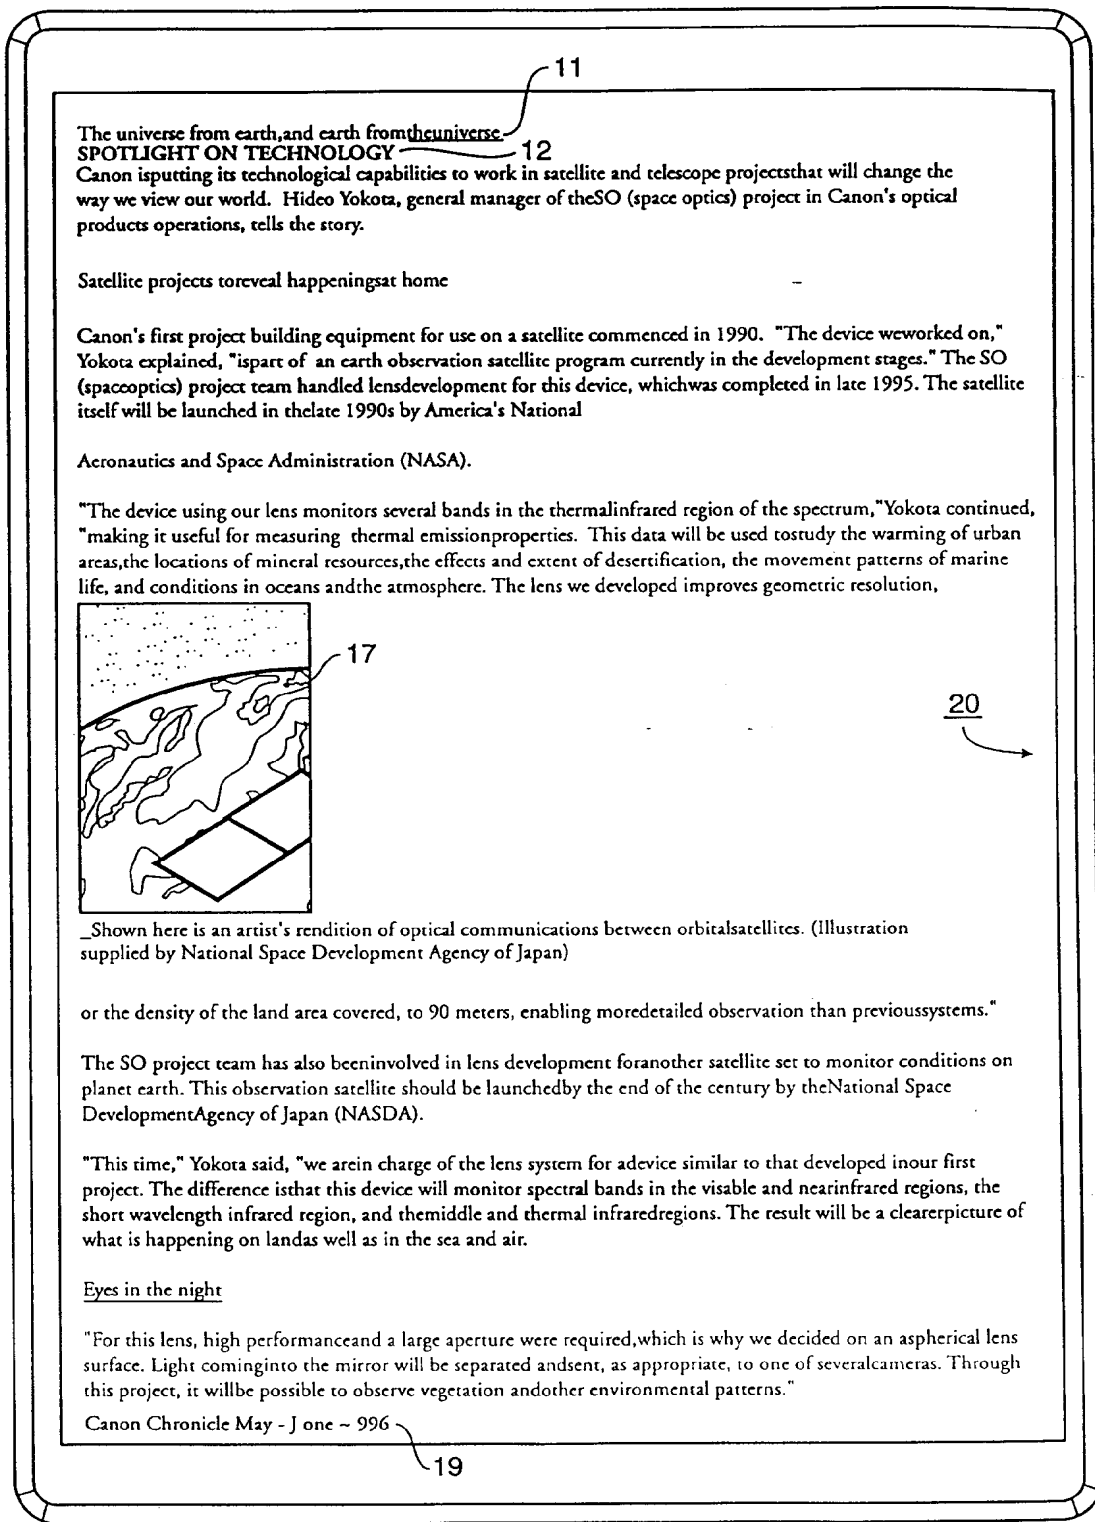 11
The universe from earth,and earth fromtheuniverse
SPOTLIGHT ON TECHNOLOGY 12
Canon isputting its technological capabilities to work in satellite and telescope projectsthat will change the
way we view our world. Hideo Yokota, general manager of theSO (space optics) project in Canon's optical
products operations, tells the story.
Satellite projects toreveal happeningsat home
Canon's first project building equipment for use on a satellite commenced in 1990. "The device weworked on,"
Yokota explained, "ispart of an earth observation satellite program currently in the development stages." The SO
(spaceoptics) project team handled lensdevelopment for this device, whichwas completed in late 1995. The satellite
itself will be launched in thelate 1990s by America's National
Aeronautics and Space Administration (NASA).
"The device using our lens monitors several bands in the thermalinfrared region of the spectrum,"Yokota continued,
"making it useful for measuring thermal emissionproperties. This data will be used tostudy the warming of urban
areas,the locations of mineral resources,the effects and extent of desertification, the movement patterns of marine
life, and conditions in oceans andthe atmosphere. The lens we developed improves geometric resolution,
17
20
_Shown here is an artist's rendition of optical communications between orbitalsatellites. (Illustration
supplied by National Space Development Agency of Japan)
or the density of the land area covered, to 90 meters, enabling moredetailed observation than previoussystems."
The SO project team has also beeninvolved in lens development foranother satellite set to monitor conditions on
planet earth. This observation satellite should be launchedby the end of the century by theNational Space
DevelopmentAgency of Japan (NASDA).
"This time," Yokota said, "we arein charge of the lens system for adevice similar to that developed inour first
project. The difference isthat this device will monitor spectral bands in the visable and nearinfrared regions, the
short wavelength infrared region, and themiddle and thermal infraredregions. The result will be a clearerpicture of
what is happening on landas well as in the sea and air.
Eyes in the night
"For this lens, high performanceand a large aperture were required,which is why we decided on an aspherical lens
surface. Light cominginto the mirror will be separated andsent, as appropriate, to one of severalcameras. Through
this project, it willbe possible to observe vegetation andother environmental patterns."
Canon Chronicle May - J one ~ 996
19